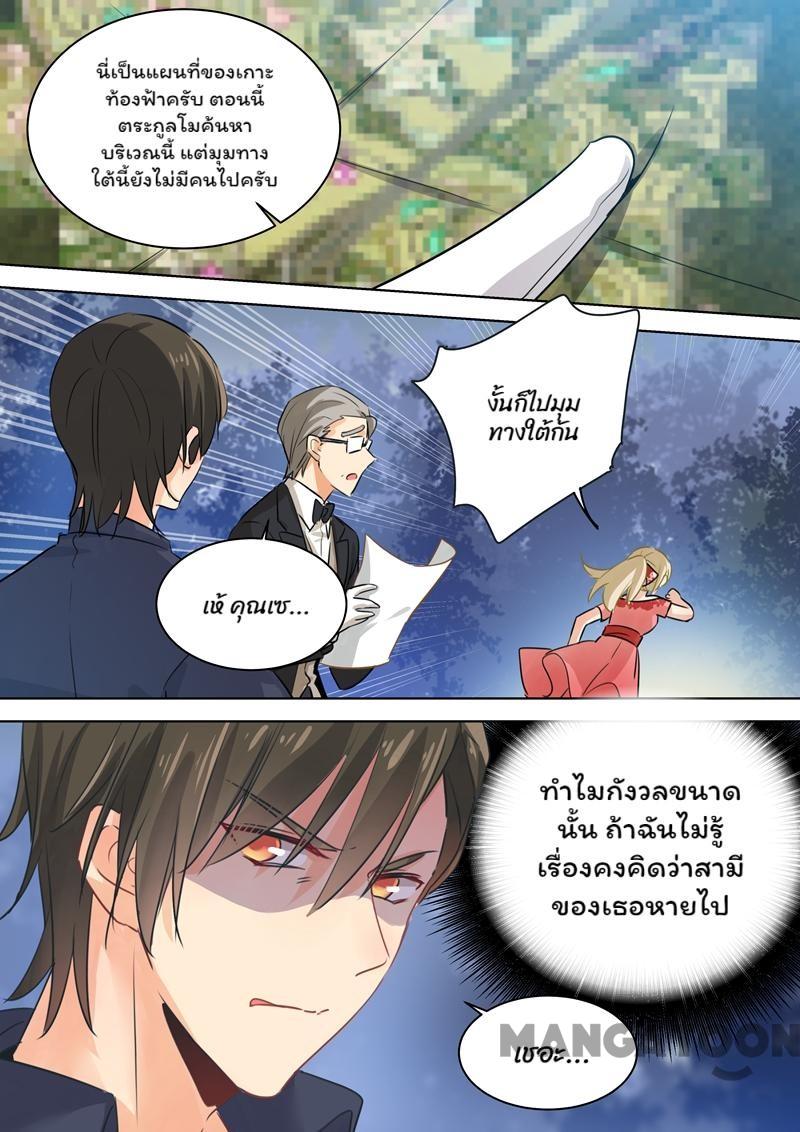 นี่เป็นแผนที่ของเกาะ
ท้องฟ้าครับ ตอนนี้
ตระกูลโมค้นหา
บริเวณนี้ แต่มุมทาง
ใต้นี้ยังไม่มีคนไปครับ
งั้นก็ไปมุม
ทางใต้กัน
เห้ คุณเซ...
ทำไมกังวลขนาด
นั้น ถ้าฉันไม่รู้
เรื่องคงคิดว่าสามี
ของเธอหายไป
เชอะ...
MANGATOON